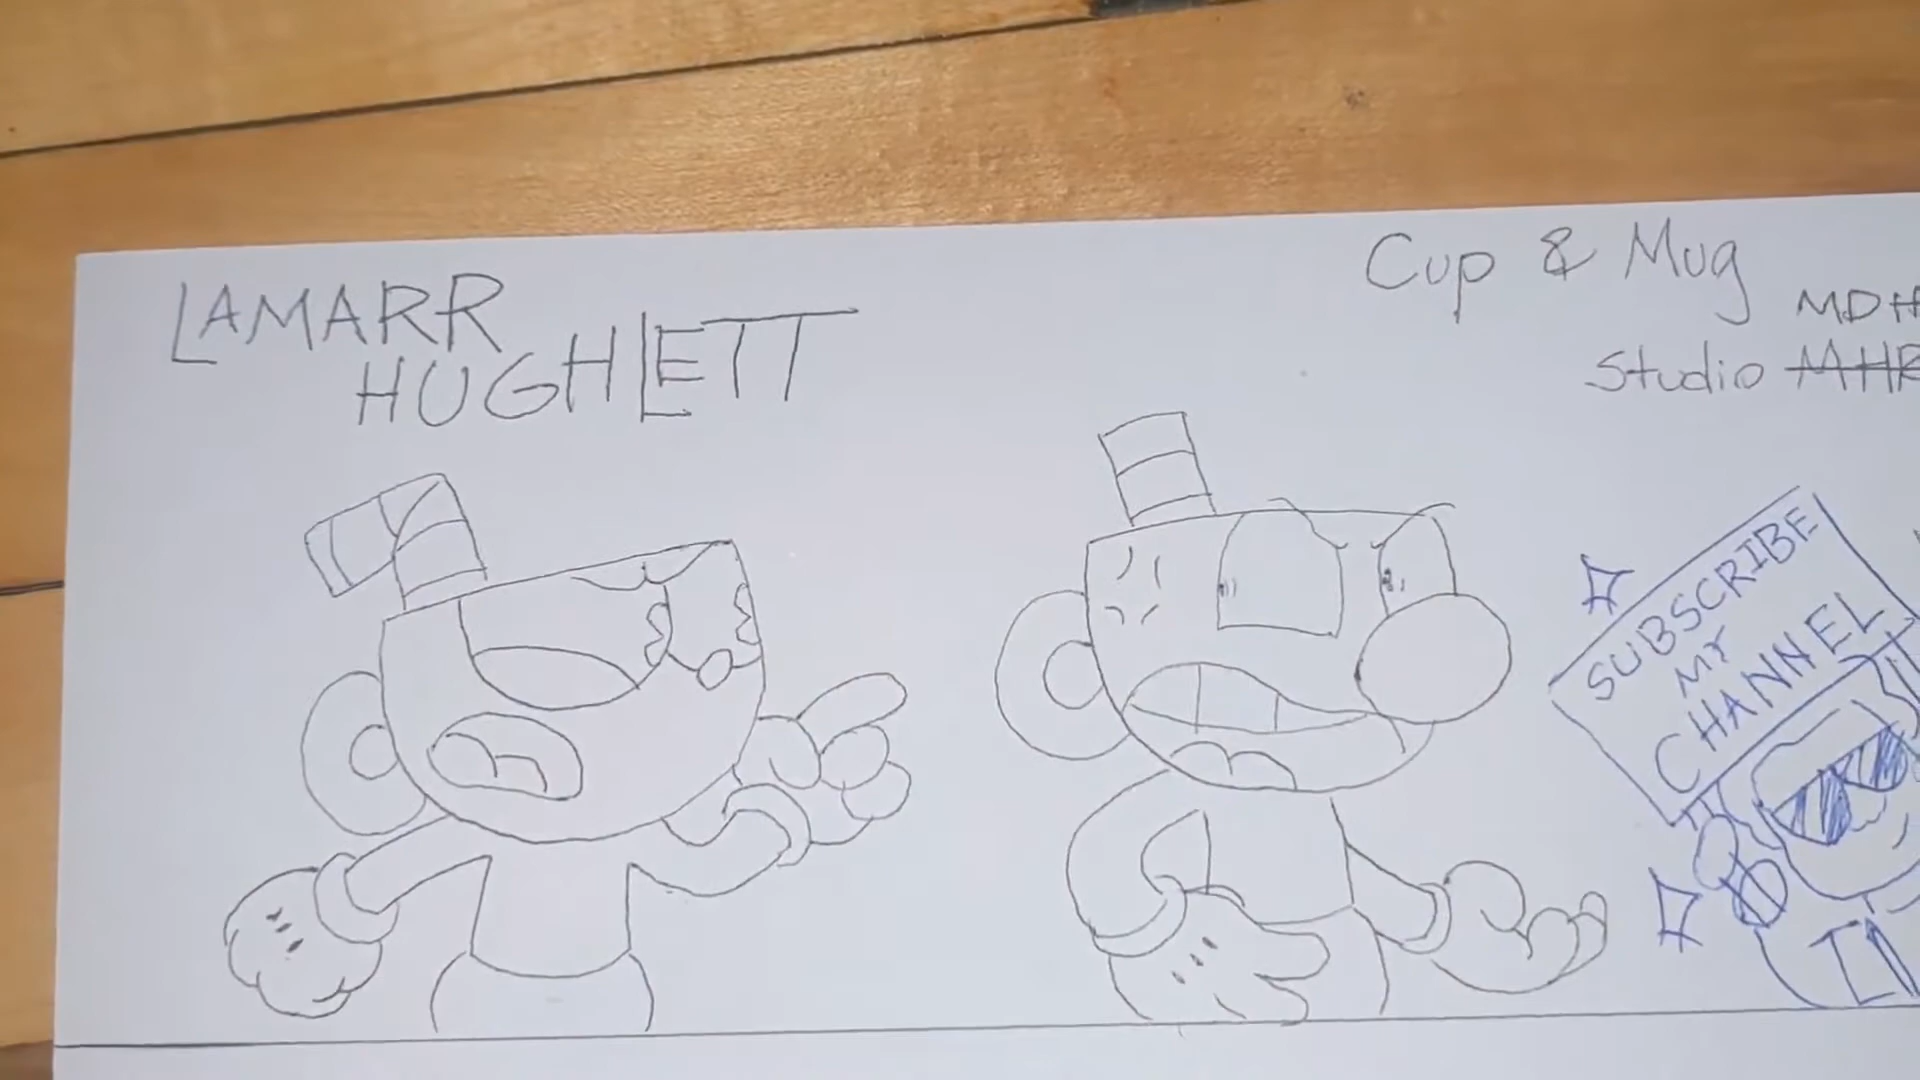 LAMARR
HUGHLETT
Cup & Mug
Studio
SUBSCRIBE
MY
CHANNEL